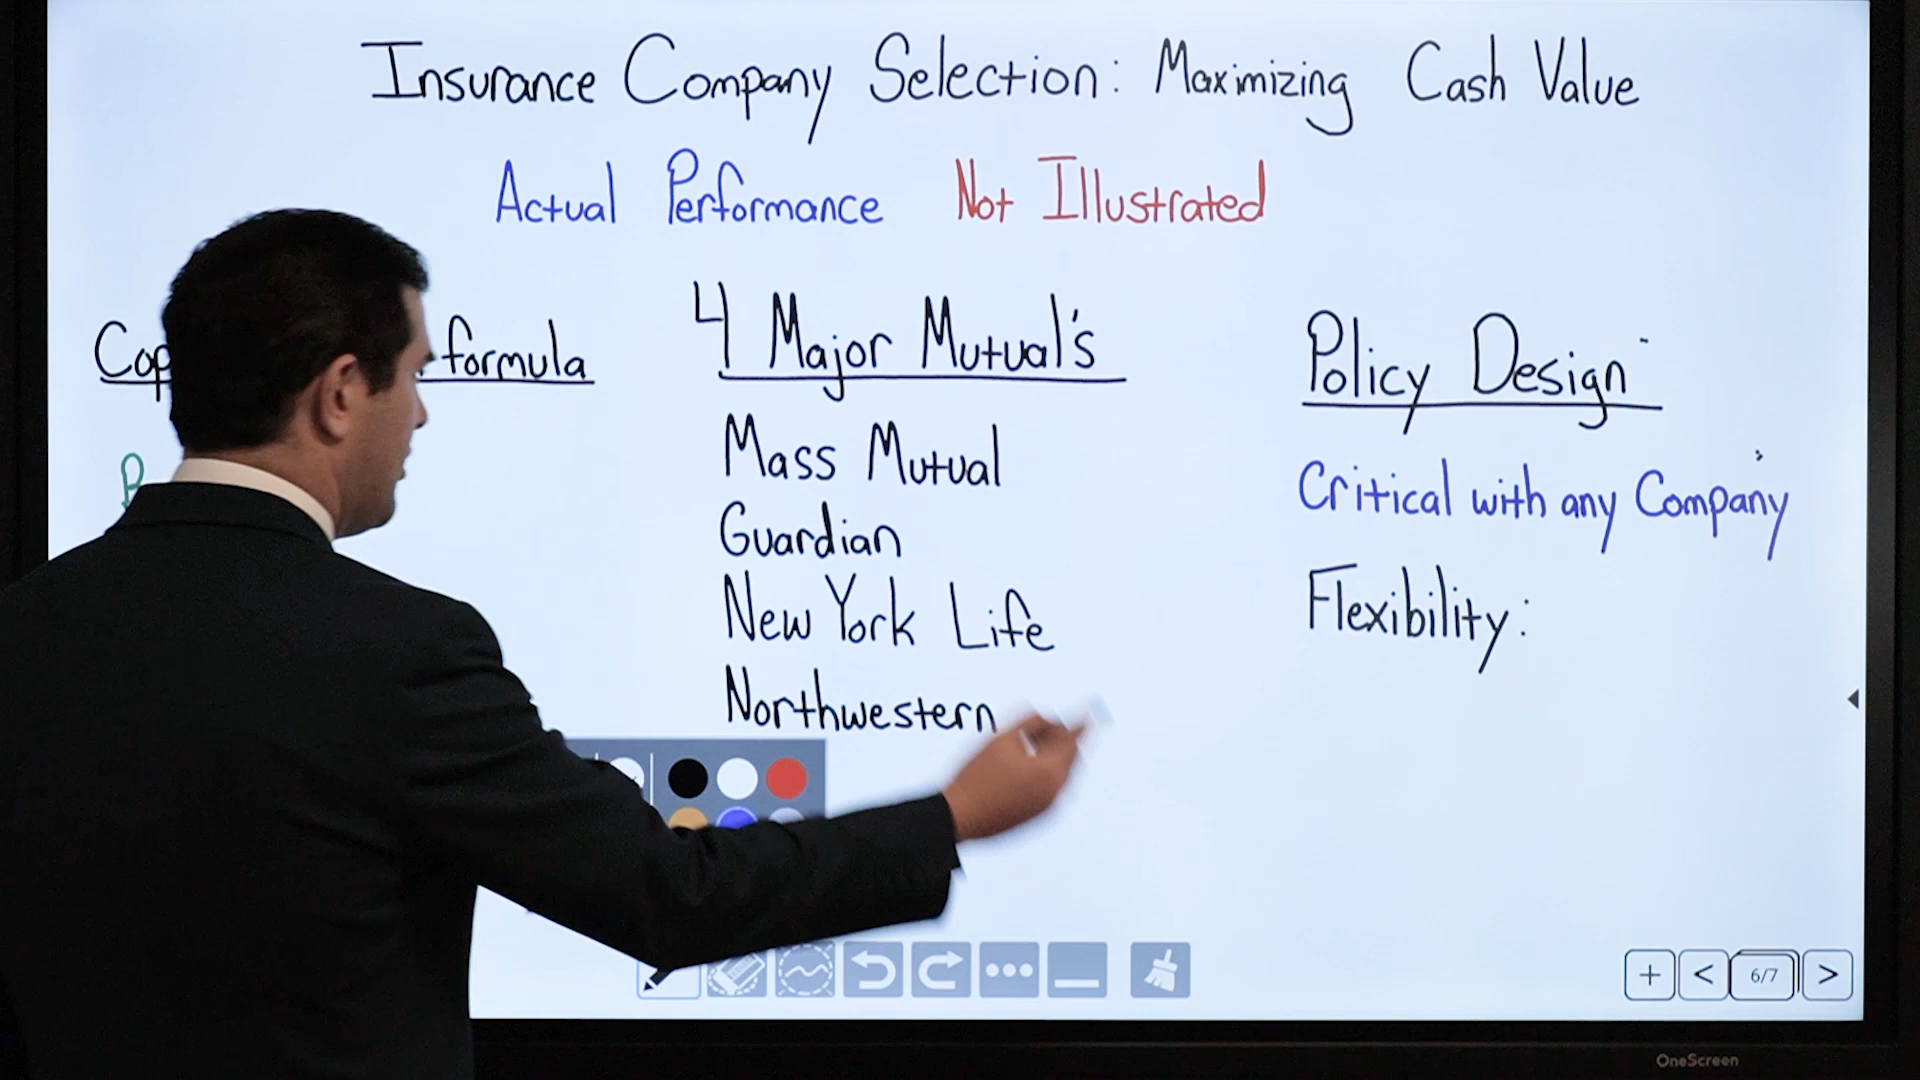 Insurance Company Selection: Maximizing Cash Value
Actual Performance Not Illustrated
formula
4 Major Mutual's
Mass Mutual
Guardian
New York Life
Northwestern
Policy Design
Critical with any Company
Flexibility:
6/7
OneScreen